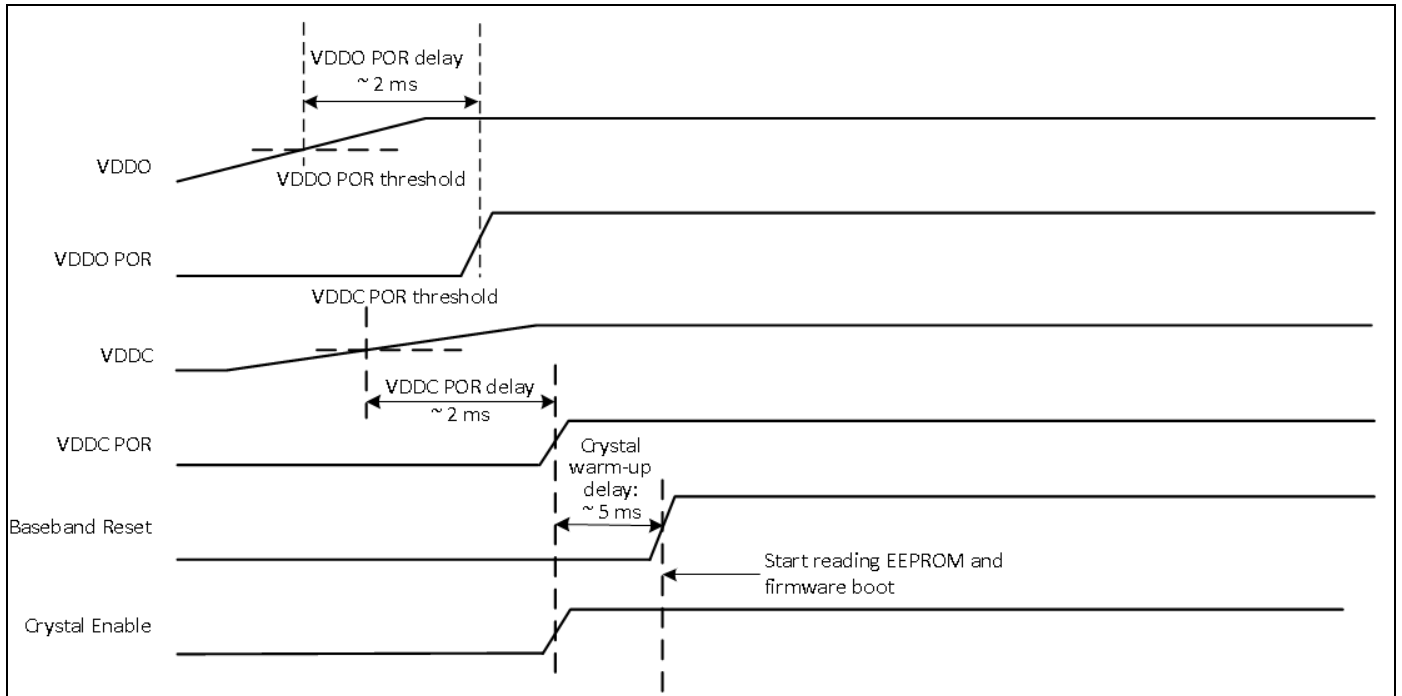 VDDO POR delay
~ 2 ms
VDDO
VDDO POR threshold
VDDO POR
VDDC POR threshold
VDDC
VDDC POR delay
~ 2 ms
VDDC POR
Crystal
warm-up
delay:
~ 5 ms
Baseband Reset
Start reading EEPROM and
firmware boot
Crystal Enable